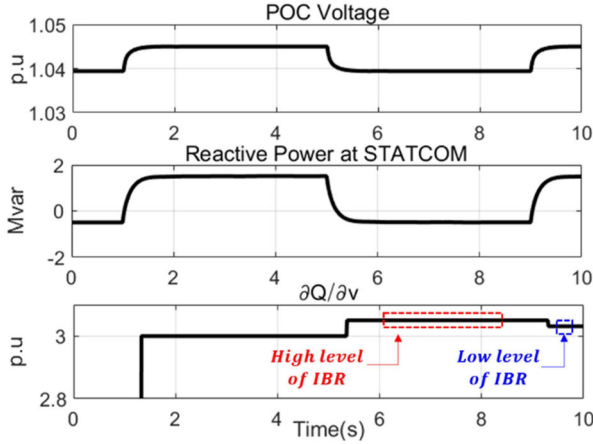 POC Voltage
1.05
1.04
1.03
p.u
0 2 4 6 8 10
Reactive Power at STATCOM
2
0
-2
Mvar
0 2 4 6 8 10
∂Q/∂v
3
2.8
p.u
High level
of IBR
Low level
of IBR
0 2 4 6 8 10
Time(s)